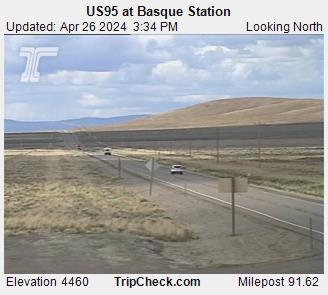 US95 at Basque Station
Updated: Apr 26 2024 3:34 PM Looking North
Elevation 4460 TripCheck.com Milepost 91.62